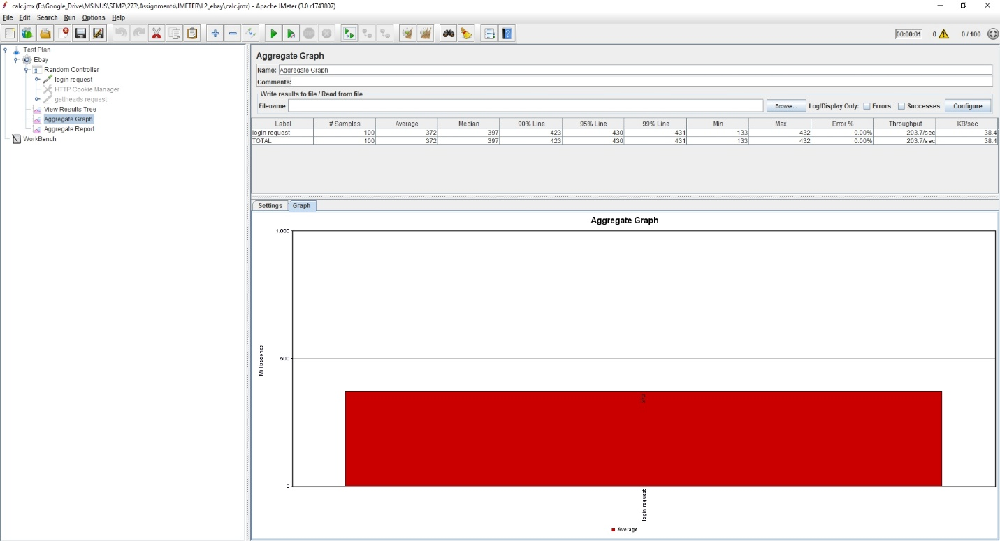 calc.jmx (E:\Google_Drive\MSINUS\SEM2\273\Assignments\JMETER\L2_ebay\calc.jmx) - Apache JMeter (3.0 r1743807)
File Edit Search Run Options Help
00:00:01 0 0 / 100
Test Plan
Ebay
Random Controller
login request
HTTP Cookie Manager
gettheads request
View Results Tree
Aggregate Graph
Aggregate Report
WorkBench
Aggregate Graph
Name: Aggregate Graph
Comments:
Write results to file / Read from file
Filename Browse... Log/Display Only: Errors Successes Configure
Label # Samples Average Median 90% Line 95% Line 99% Line Min Max Error % Throughput KB/sec
login request 100 372 397 423 430 431 133 432 0.00% 203.7/sec 38.4
TOTAL 100 372 397 423 430 431 133 432 0.00% 203.7/sec 38.4
Settings Graph
Aggregate Graph
1,000
500
0
Milliseconds
372
login request
Average